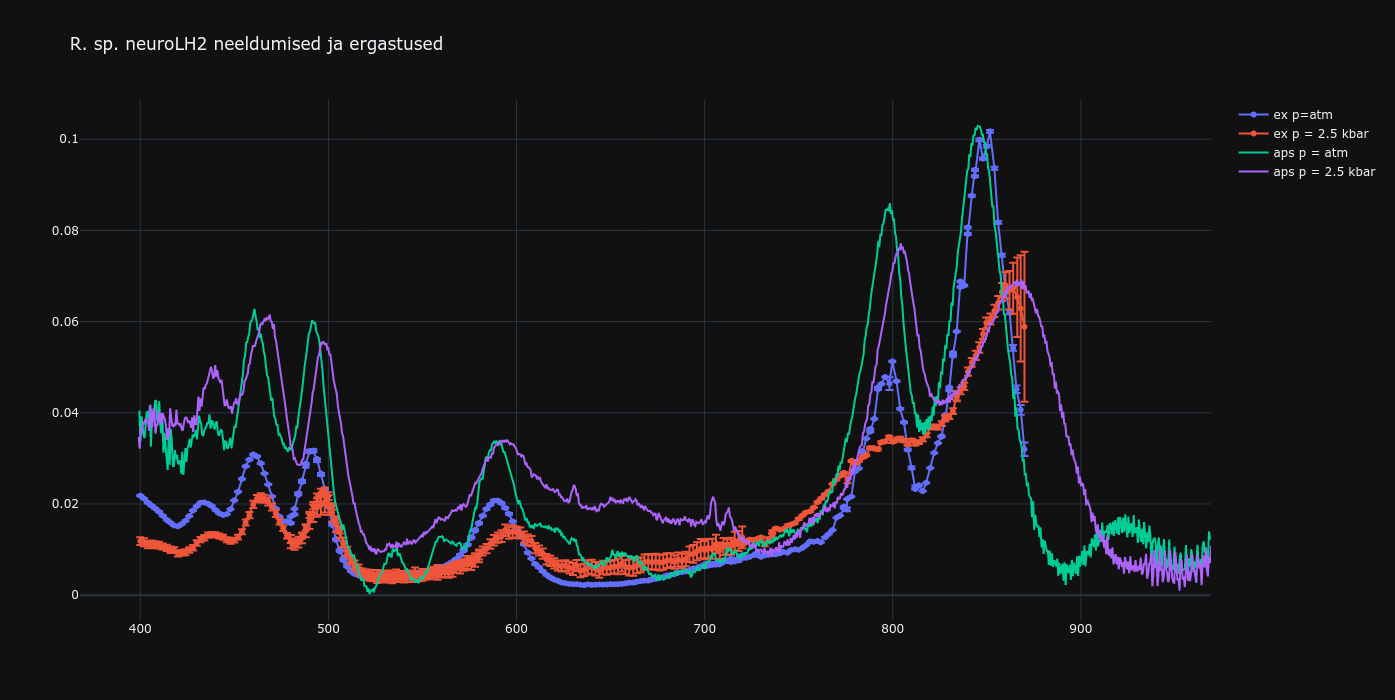 R. sp. neuroLH2 neeldumised ja ergastused
ex p=atm
ex p = 2.5 kbar
aps p = atm
aps p = 2.5 kbar
0.1
0.08
0.06
0.04
0.02
0
400 500 600 700 800 900